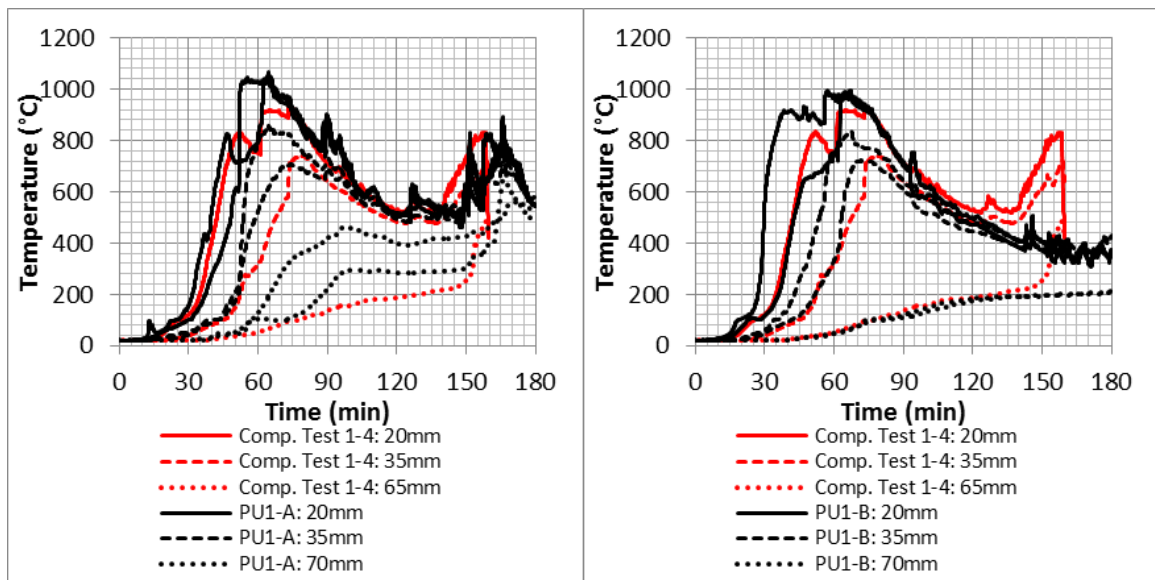 1200
1000
800
600
400
200
0
Temperature (°C)
0 30 60 90 120 150 180
Time (min)
Comp. Test 1-4: 20mm
Comp. Test 1-4: 35mm
Comp. Test 1-4: 65mm
PU1-A: 20mm
PU1-A: 35mm
PU1-A: 70mm
1200
1000
800
600
400
200
0
Temperature (°C)
0 30 60 90 120 150 180
Time (min)
Comp. Test 1-4: 20mm
Comp. Test 1-4: 35mm
Comp. Test 1-4: 65mm
PU1-B: 20mm
PU1-B: 35mm
PU1-B: 70mm